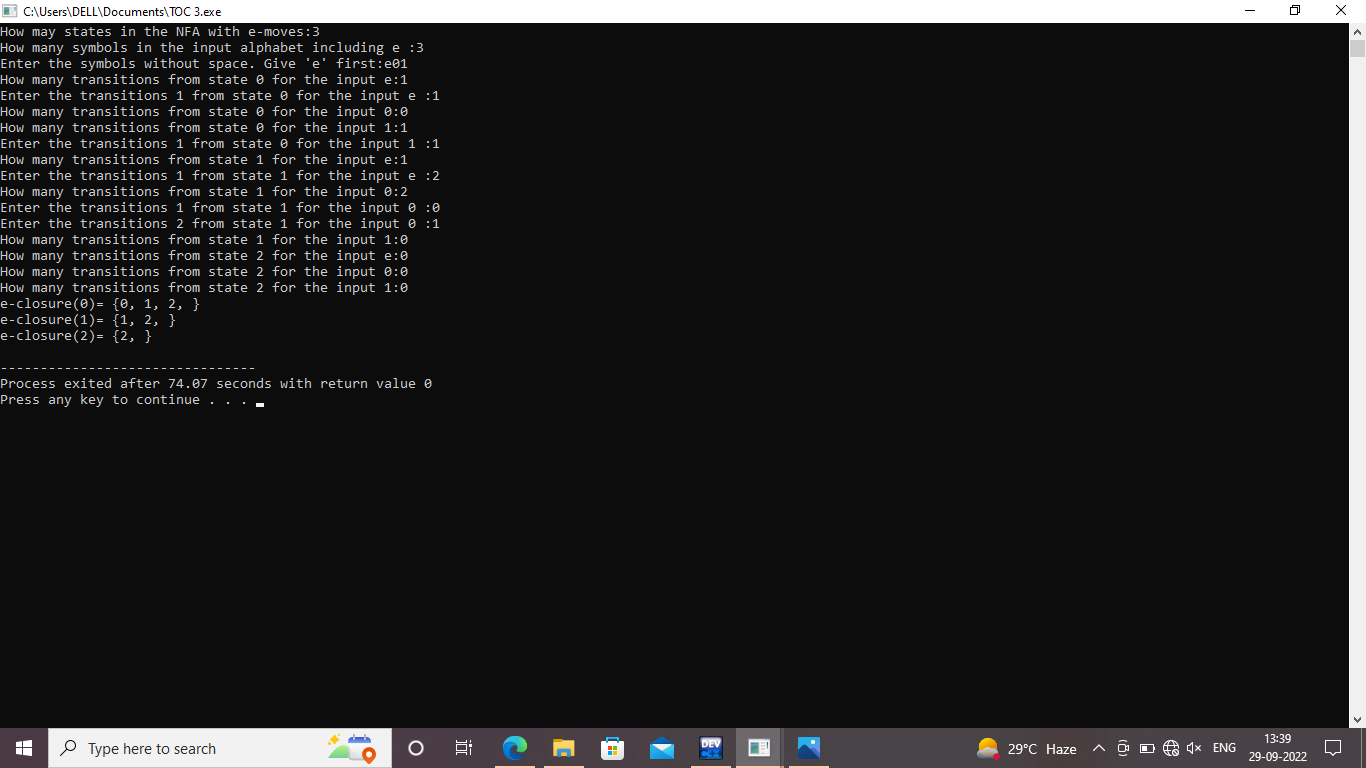 C:\Users\DELL\Documents\TOC 3.exe
How may states in the NFA with e-moves:3
How many symbols in the input alphabet including e :3
Enter the symbols without space. Give 'e' first:e01
How many transitions from state 0 for the input e:1
Enter the transitions 1 from state 0 for the input e :1
How many transitions from state 0 for the input 0:0
How many transitions from state 0 for the input 1:1
Enter the transitions 1 from state 0 for the input 1 :1
How many transitions from state 1 for the input e:1
Enter the transitions 1 from state 1 for the input e :2
How many transitions from state 1 for the input 0:2
Enter the transitions 1 from state 1 for the input 0 :0
Enter the transitions 2 from state 1 for the input 0 :1
How many transitions from state 1 for the input 1:0
How many transitions from state 2 for the input e:0
How many transitions from state 2 for the input 0:0
How many transitions from state 2 for the input 1:0
e-closure(0)= {0, 1, 2, }
e-closure(1)= {1, 2, }
e-closure(2)= {2, }
--------------------------------
Process exited after 74.07 seconds with return value 0
Press any key to continue . . .
Type here to search
DEV
29°C Haze
ENG
13:39
29-09-2022